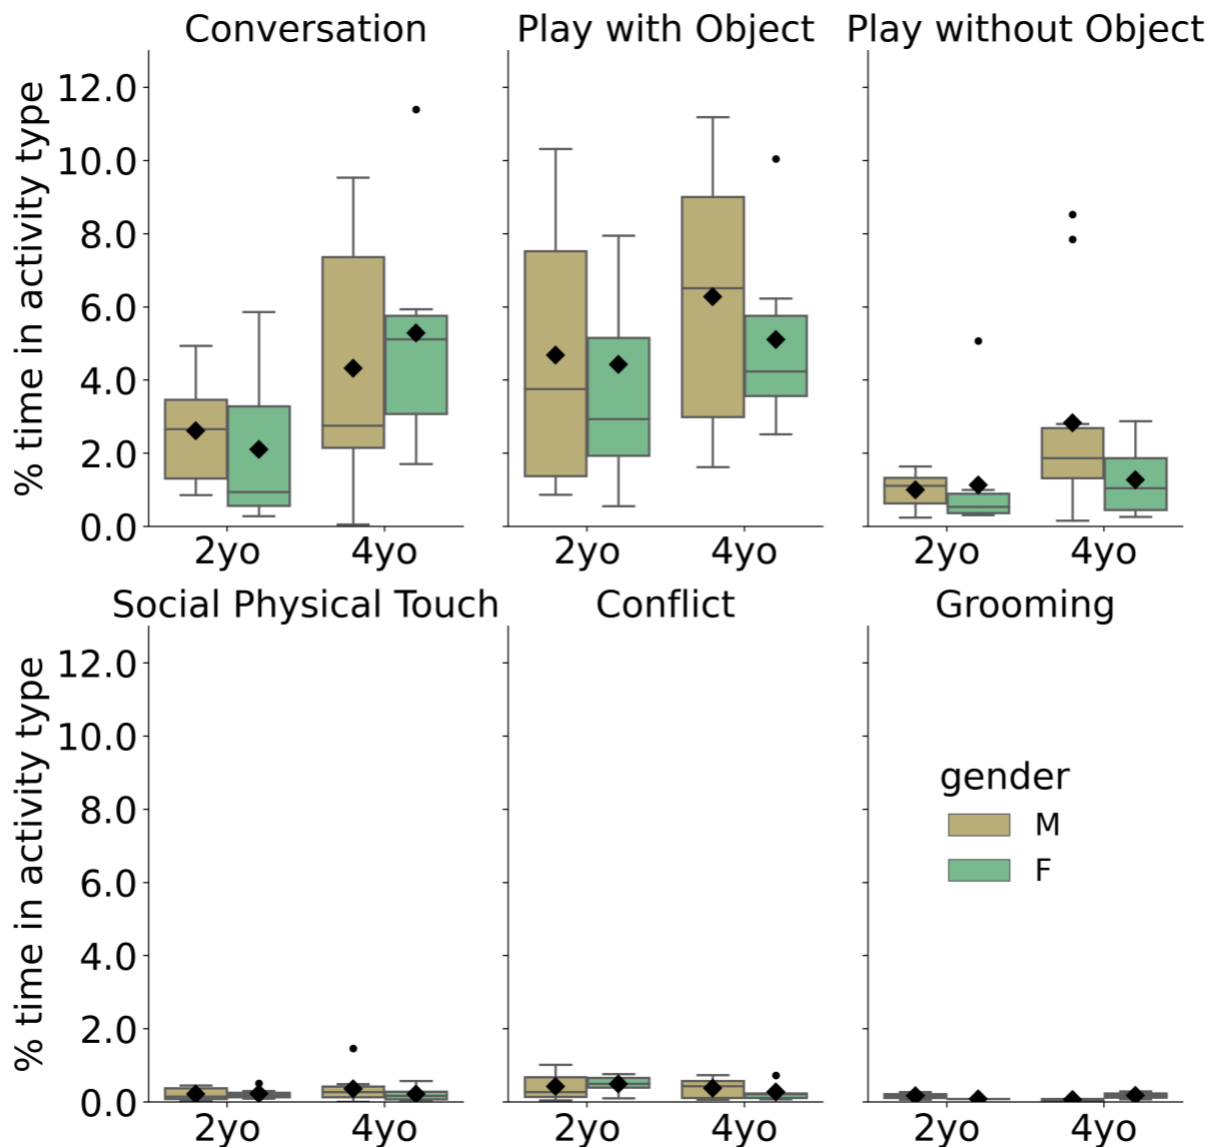 Conversation
Play with Object
Play without Object
% time in activity type
12.0
10.0
8.0
6.0
4.0
2.0
0.0
2yo 4yo
2yo 4yo
2yo 4yo
Social Physical Touch
Conflict
Grooming
% time in activity type
12.0
10.0
8.0
6.0
4.0
2.0
0.0
gender
M
F
2yo 4yo
2yo 4yo
2yo 4yo